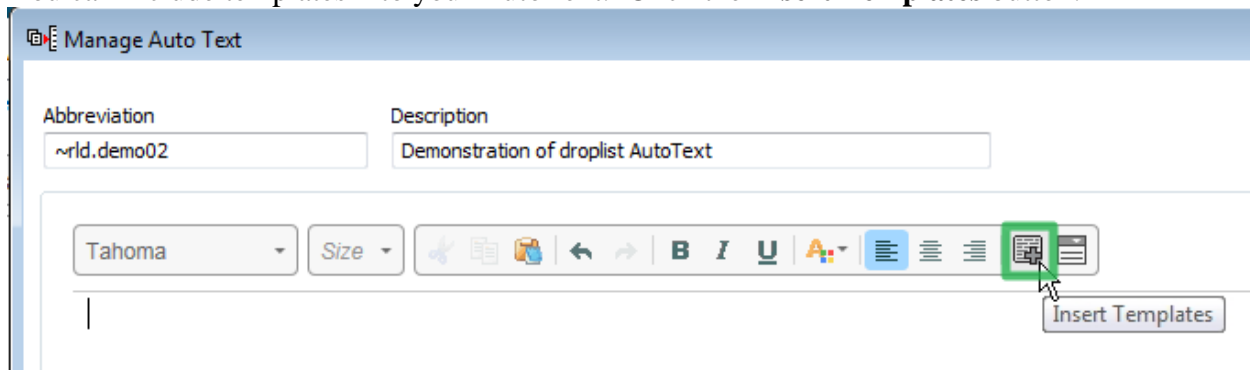 Manage Auto Text
Abbreviation Description
~rld.demo02 Demonstration of droplist AutoText
Tahoma Size B I U A
Insert Templates